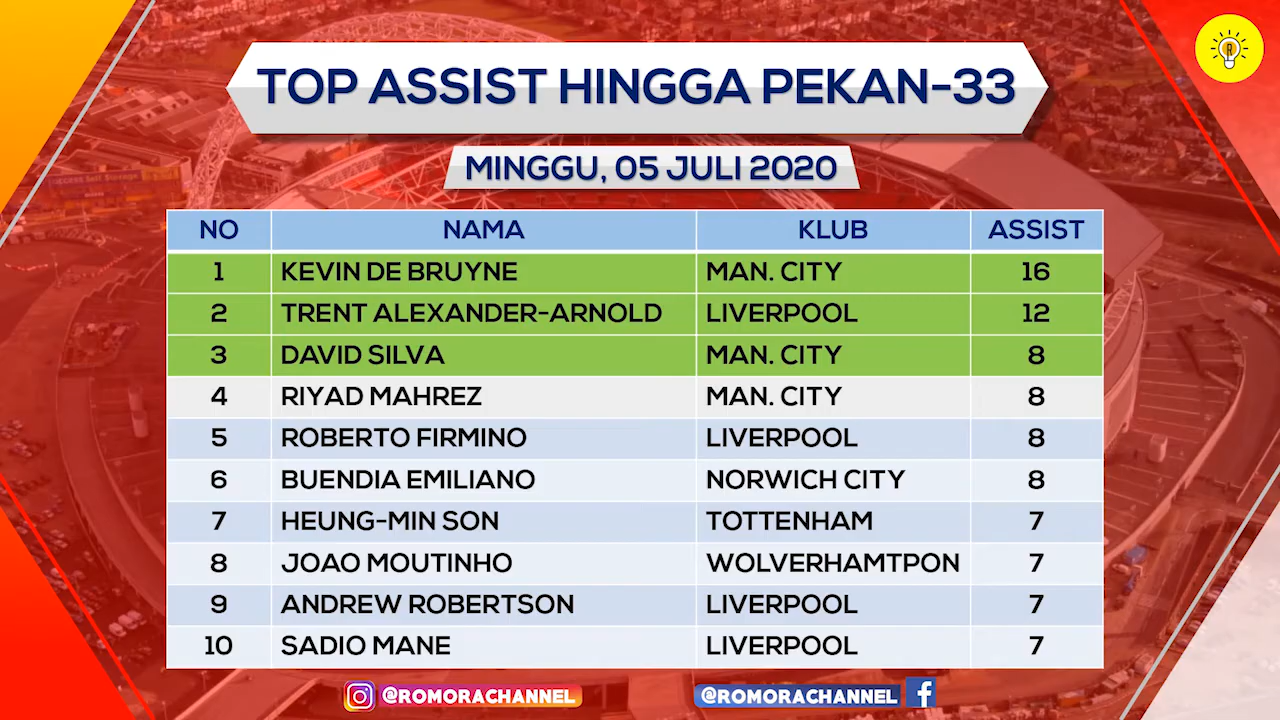 TOP ASSIST HINGGA PEKAN-33
MINGGU, 05 JULI 2020
NO NAMA KLUB ASSIST
1 KEVIN DE BRUYNE MAN. CITY 16
2 TRENT ALEXANDER-ARNOLD LIVERPOOL 12
3 DAVID SILVA MAN. CITY 8
4 RIYAD MAHREZ MAN. CITY 8
5 ROBERTO FIRMINO LIVERPOOL 8
6 BUENDIA EMILIANO NORWICH CITY 8
7 HEUNG-MIN SON TOTTENHAM 7
8 JOAO MOUTINHO WOLVERHAMTPON 7
9 ANDREW ROBERTSON LIVERPOOL 7
10 SADIO MANE LIVERPOOL 7
@ROMORACHANNEL @ROMORACHANNEL